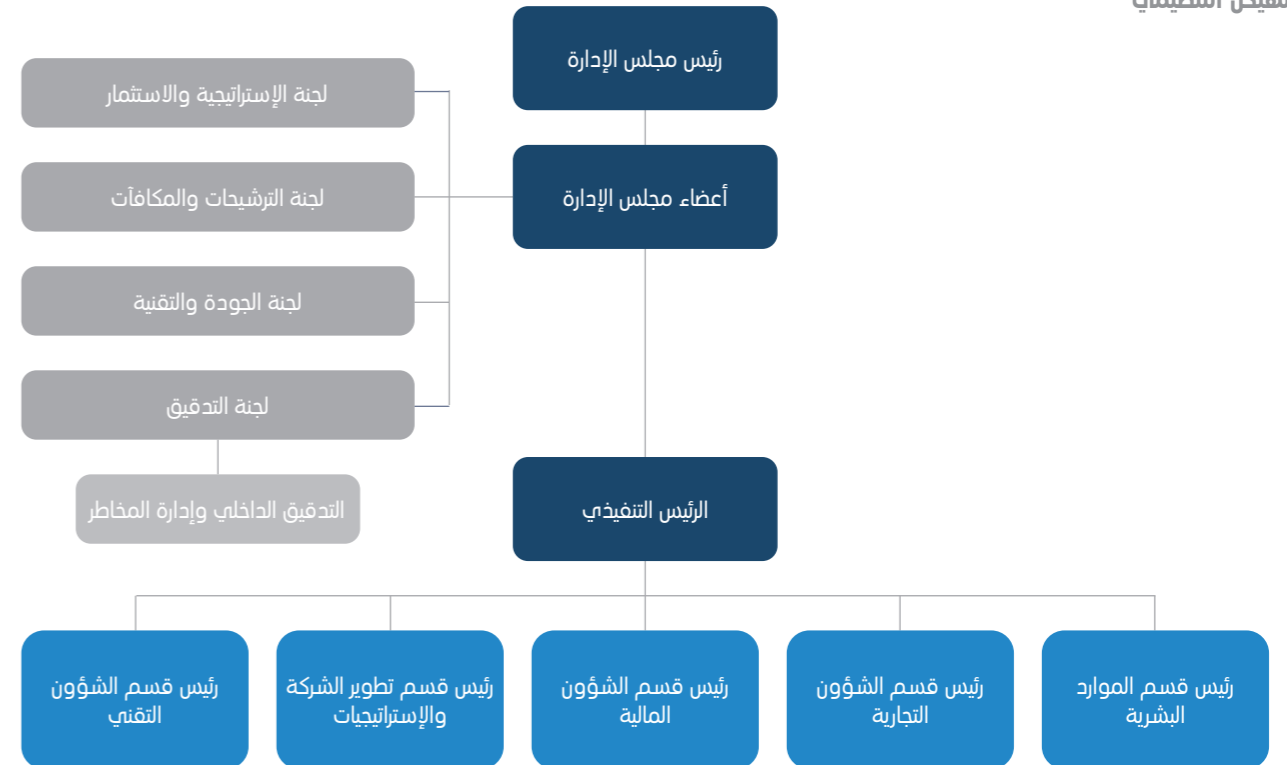 رئيس مجلس الإدارة
لجنة الإستراتيجية والاستثمار
أعضاء مجلس الإدارة
لجنة الترشيحات والمكافآت
لجنة الجودة والتقنية
لجنة التدقيق
الرئيس التنفيذي
التدقيق الداخلي وإدارة المخاطر
رئيس قسم الموارد
البشرية
رئيس قسم الشؤون
التجارية
رئيس قسم الشؤون
المالية
رئيس قسم تطوير الشركة
والإستراتيجيات
رئيس قسم الشؤون
التقني